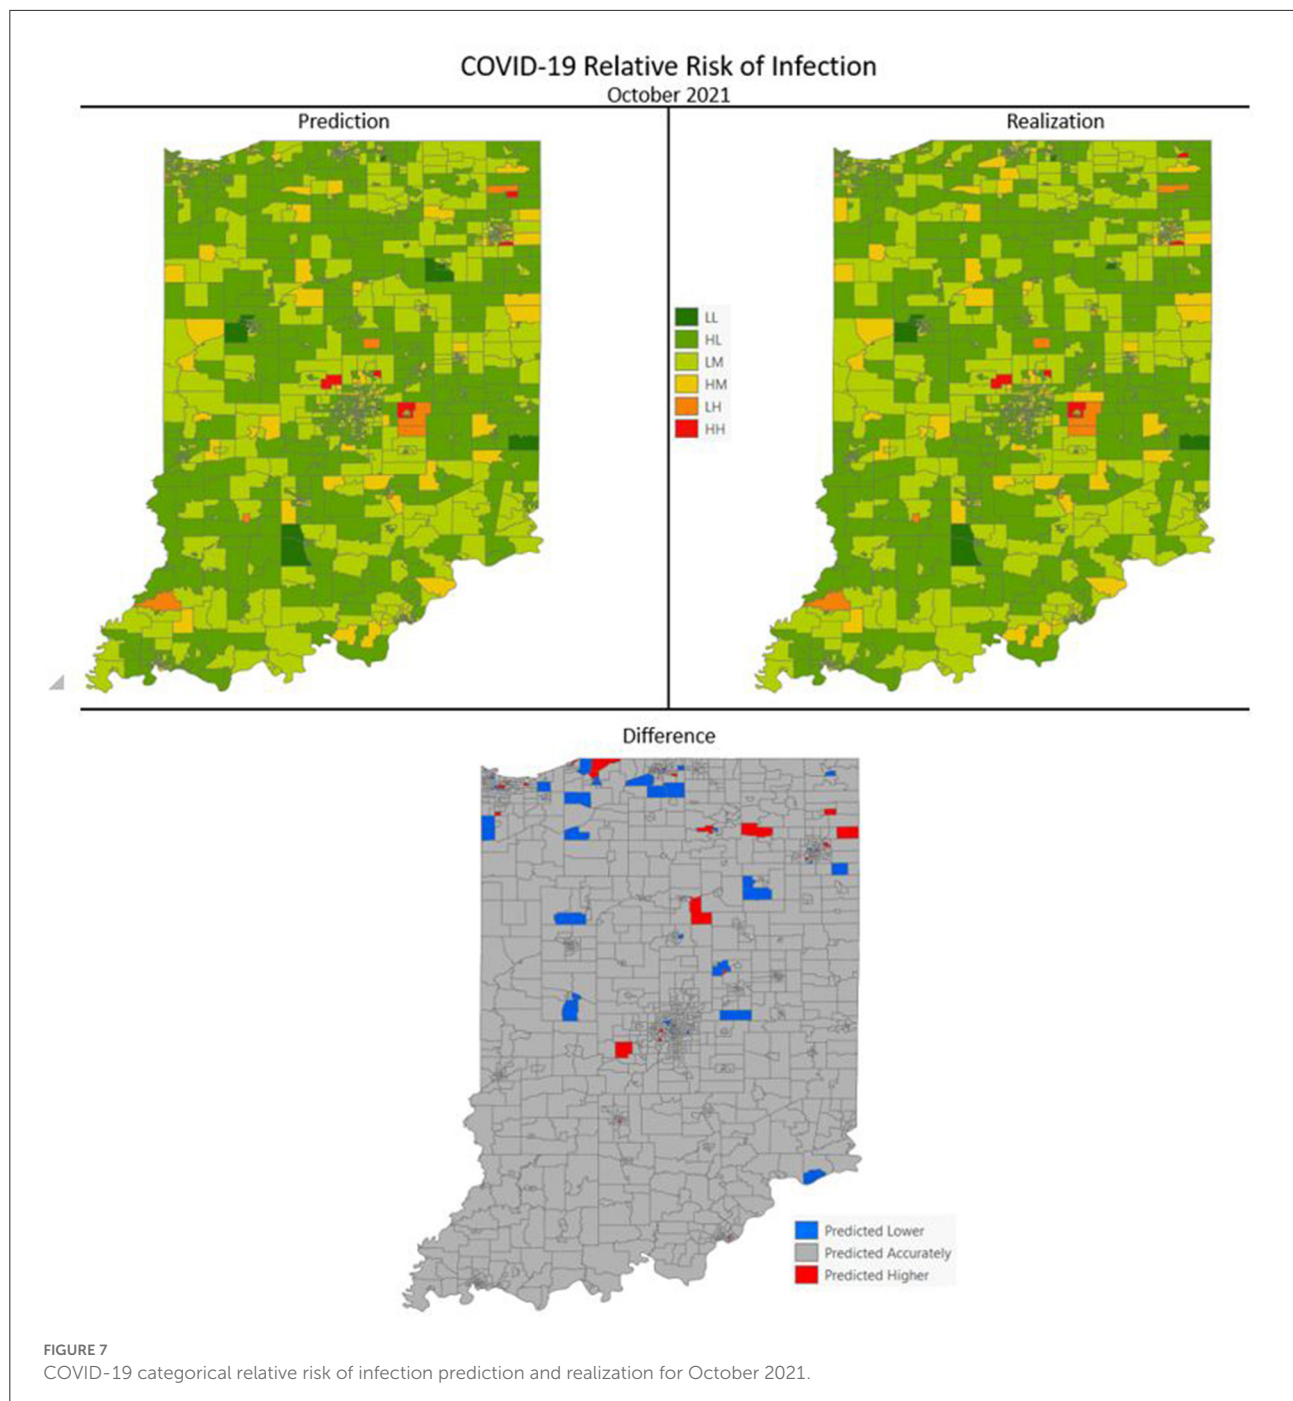 COVID-19 Relative Risk of Infection
October 2021
Prediction
Realization
LL
HL
LM
HM
LH
HH
Difference
Predicted Lower
Predicted Accurately
Predicted Higher
FIGURE 7
COVID-19 categorical relative risk of infection prediction and realization for October 2021.